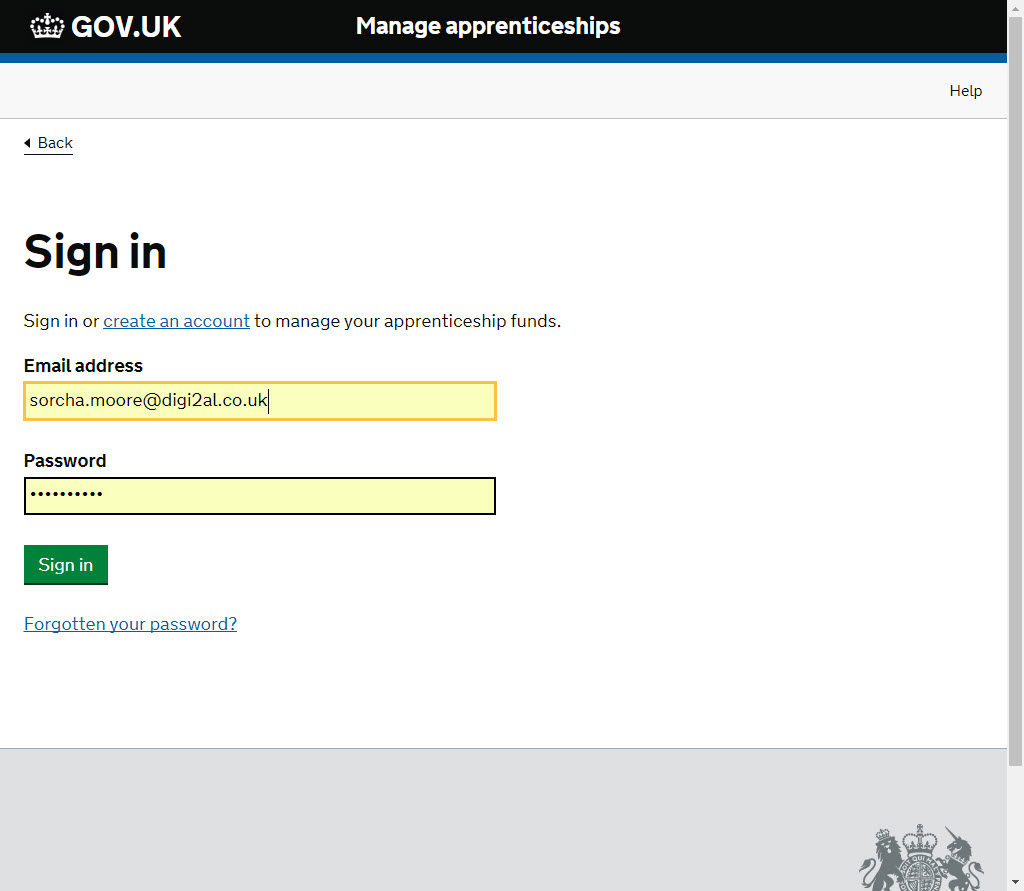 GOV.UK Manage apprenticeships
Help
Back
Sign in
Sign in or create an account to manage your apprenticeship funds.
Email address
sorcha.moore@digi2al.co.uk
Password
••••••••••
Sign in
Forgotten your password?